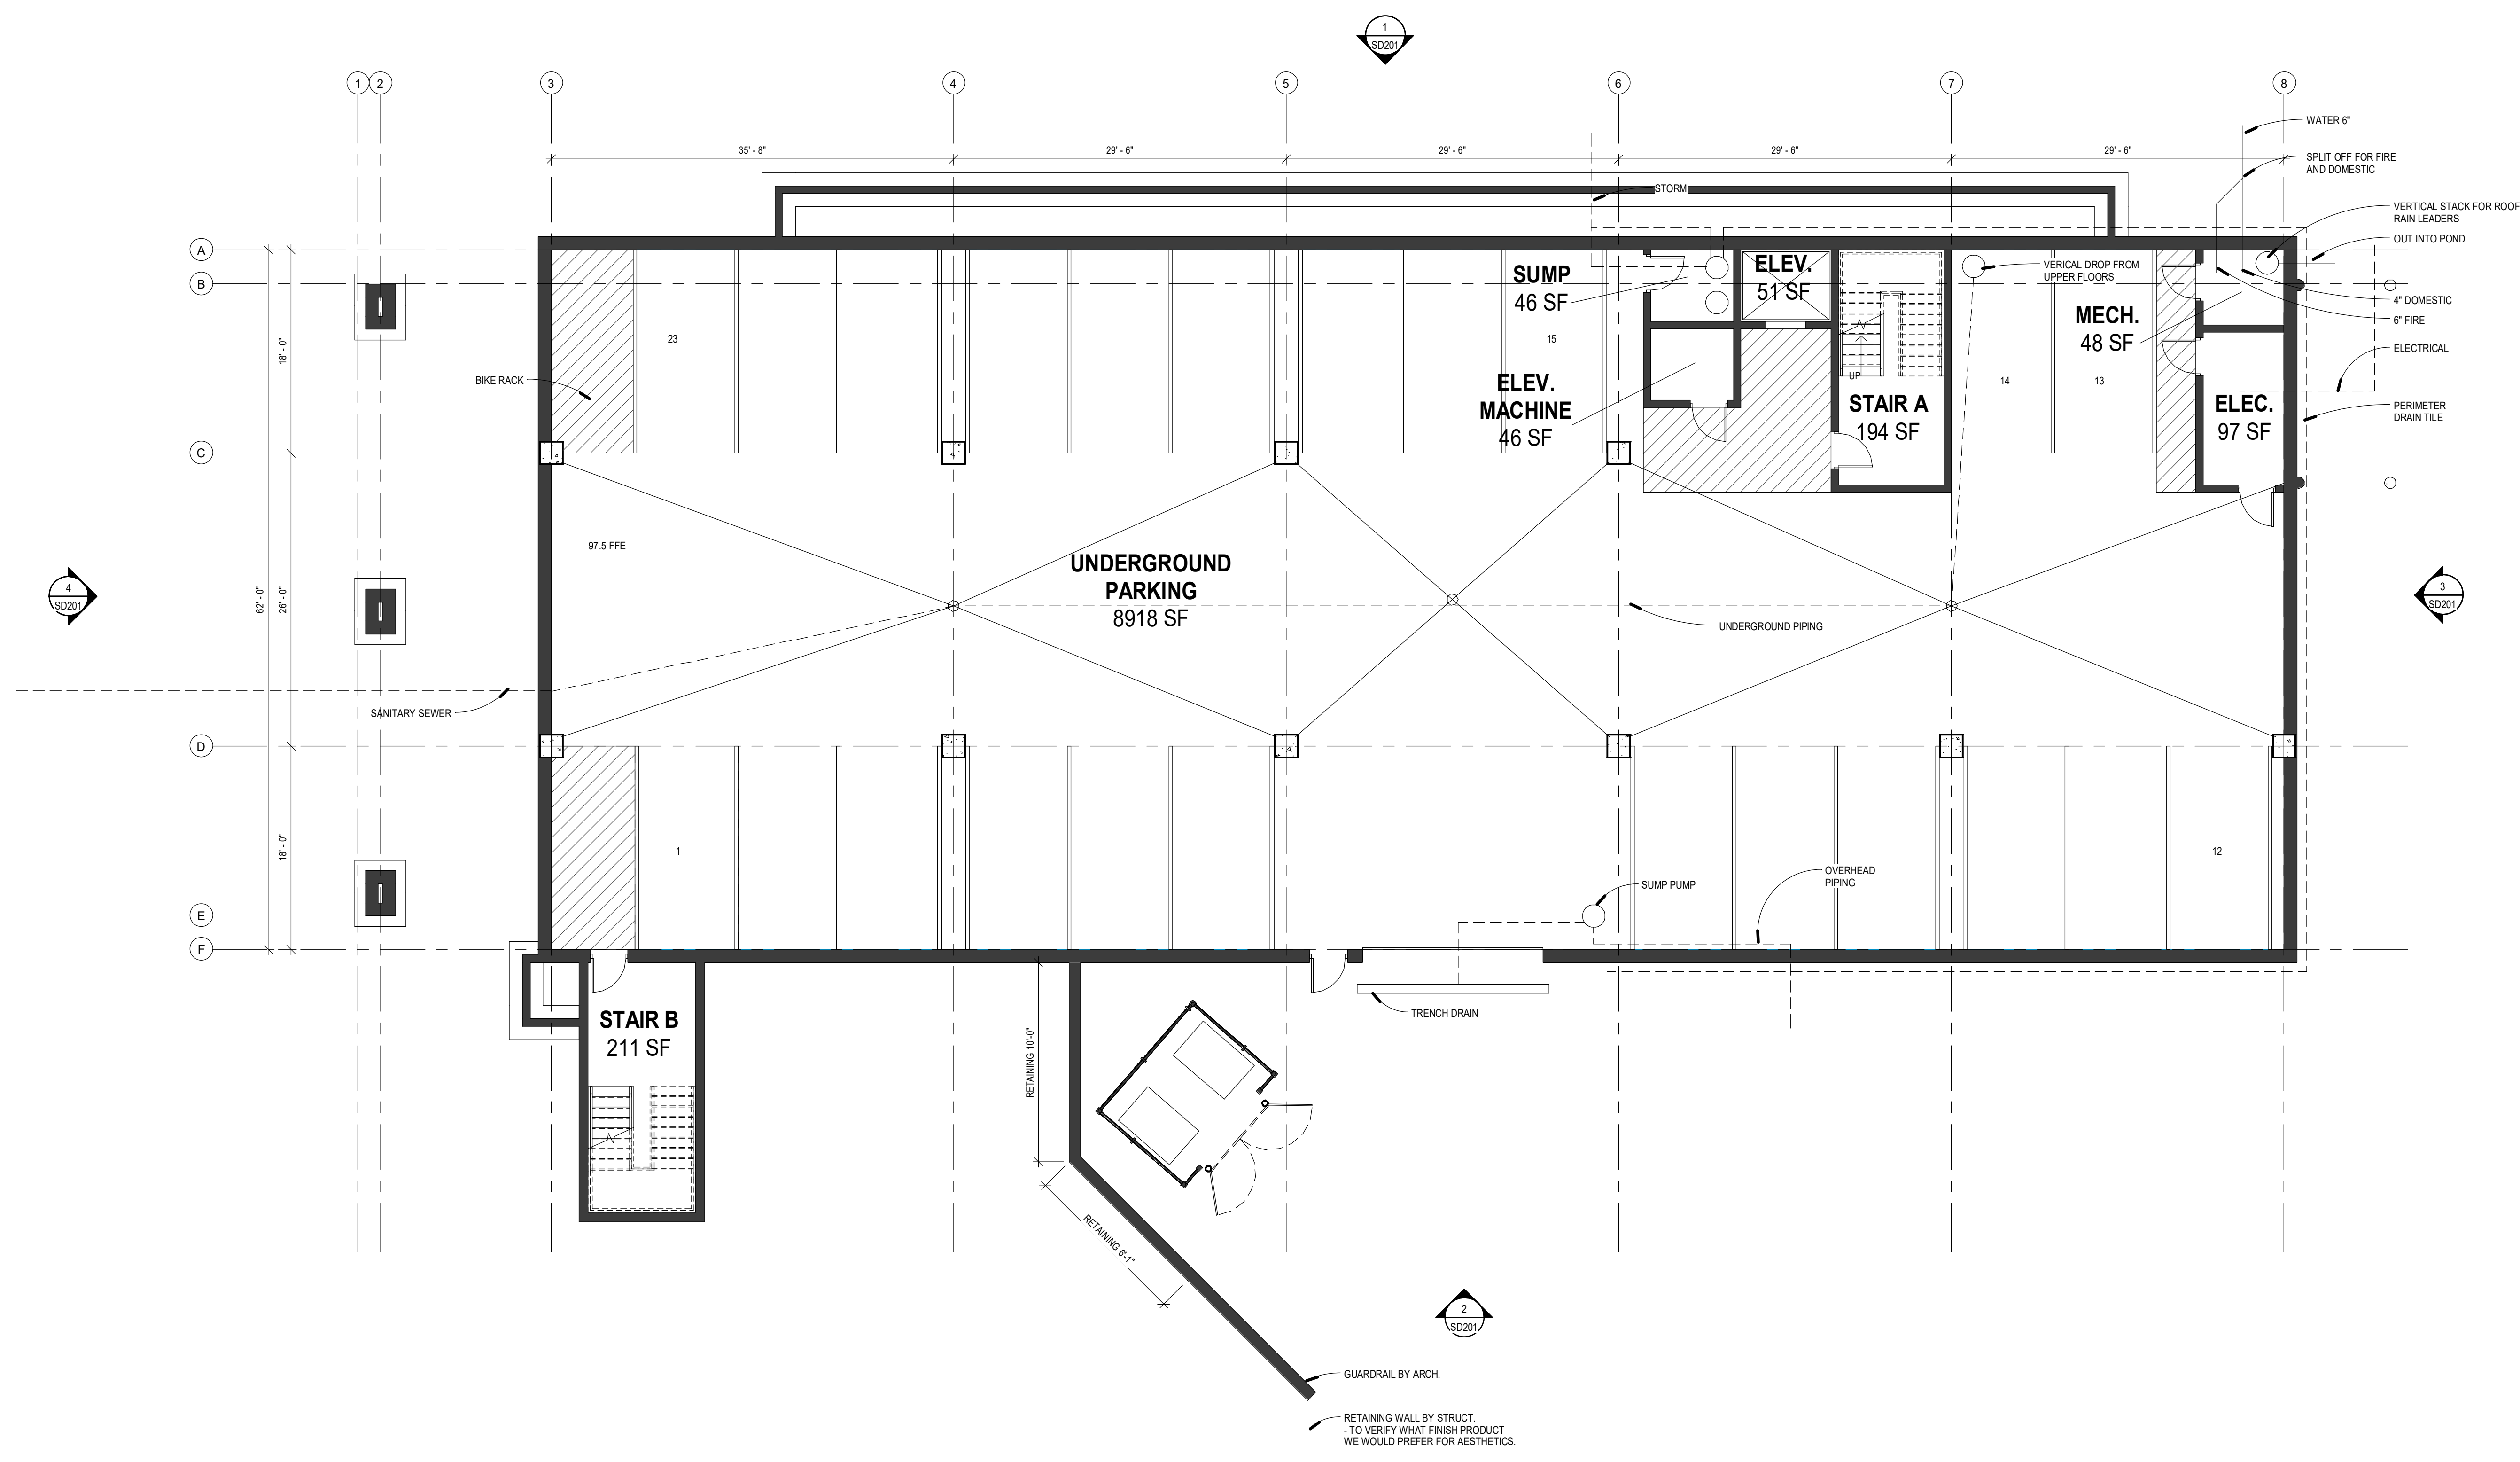 1
SD201
1
2
3
4
5
6
7
8
WATER 6"
35' - 8"
29' - 6"
29' - 6"
29' - 6"
29' - 6"
SPLIT OFF FOR FIRE
AND DOMESTIC
STORM
VERTICAL STACK FOR ROOF
RAIN LEADERS
OUT INTO POND
A
B
SUMP
46 SF
ELEV.
51 SF
VERICAL DROP FROM
UPPER FLOORS
4" DOMESTIC
6" FIRE
MECH.
48 SF
ELECTRICAL
23
15
18' - 0"
BIKE RACK
ELEV.
MACHINE
46 SF
UP
STAIR A
194 SF
14
13
ELEC.
97 SF
PERIMETER
DRAIN TILE
C
97.5 FFE
UNDERGROUND
PARKING
8918 SF
4
SD201
62' - 0"
26' - 0"
3
SD201
UNDERGROUND PIPING
SANITARY SEWER
D
18' - 0"
1
12
OVERHEAD
PIPING
SUMP PUMP
E
F
TRENCH DRAIN
STAIR B
211 SF
RETAINING 10'-0"
RETAINING 6'-1"
2
SD201
GUARDRAIL BY ARCH.
RETAINING WALL BY STRUCT.
- TO VERIFY WHAT FINISH PRODUCT
WE WOULD PREFER FOR AESTHETICS.